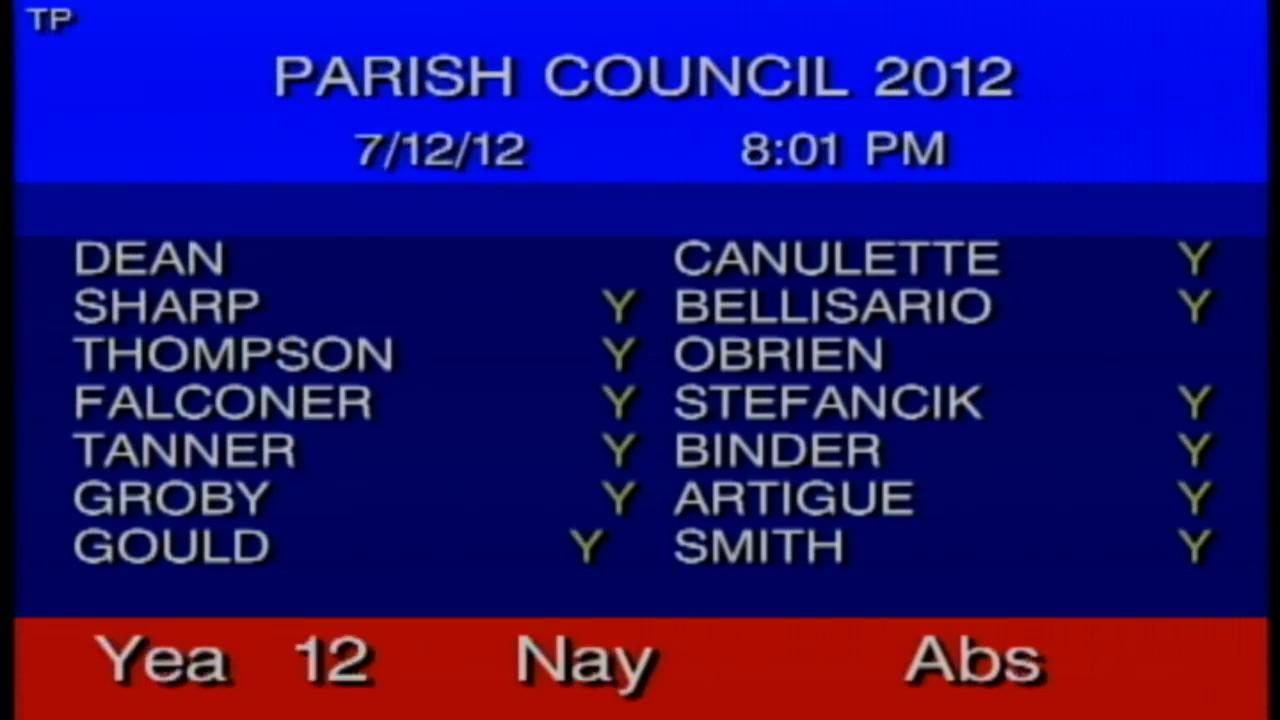 TP
PARISH COUNCIL 2012
7/12/12 8:01 PM
DEAN CANULETTE Y
SHARP Y BELLISARIO Y
THOMPSON Y OBRIEN
FALCONER Y STEFANCIK Y
TANNER Y BINDER Y
GROBY Y ARTIGUE Y
GOULD Y SMITH Y
Yea 12 Nay Abs